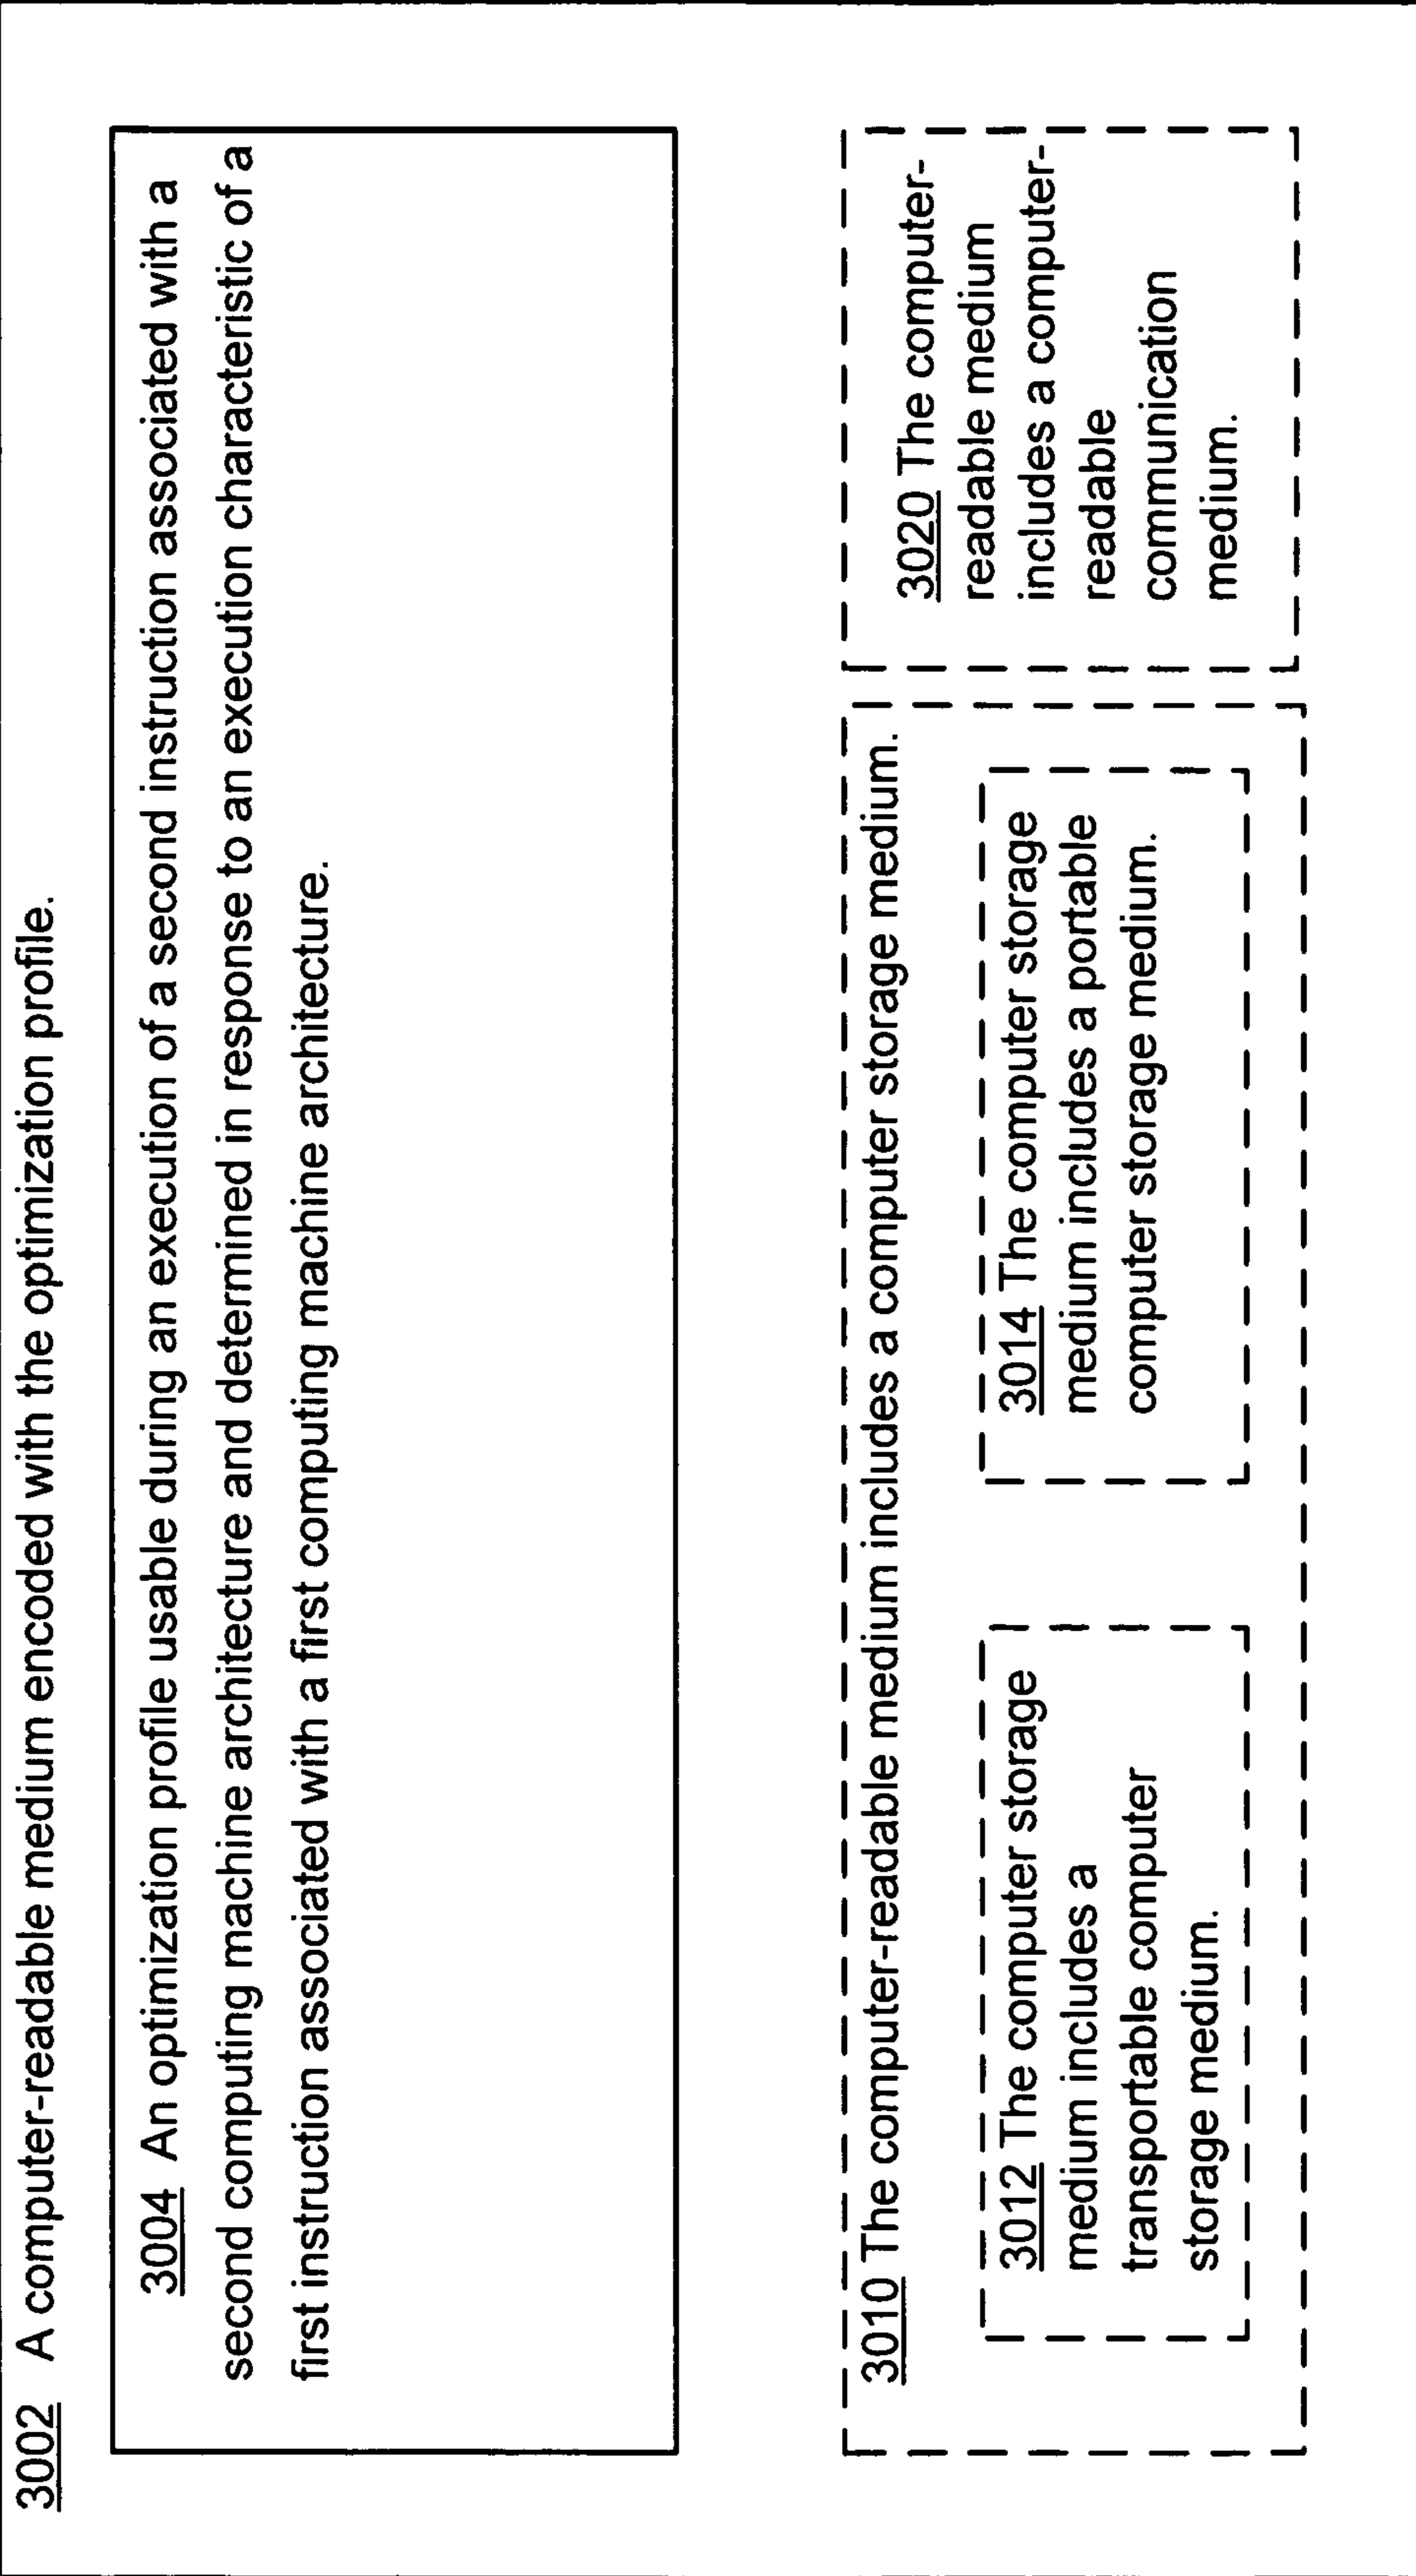 3002 A computer-readable medium encoded with the optimization profile.
3004 An optimization profile usable during an execution of a second instruction associated with a
second computing machine architecture and determined in response to an execution characteristic of a
first instruction associated with a first computing machine architecture.
3010 The computer-readable medium includes a computer storage medium.
3012 The computer storage
medium includes a
transportable computer
storage medium.
3014 The computer storage
medium includes a portable
computer storage medium.
3020 The computer-
readable medium
includes a computer-
readable
communication
medium.